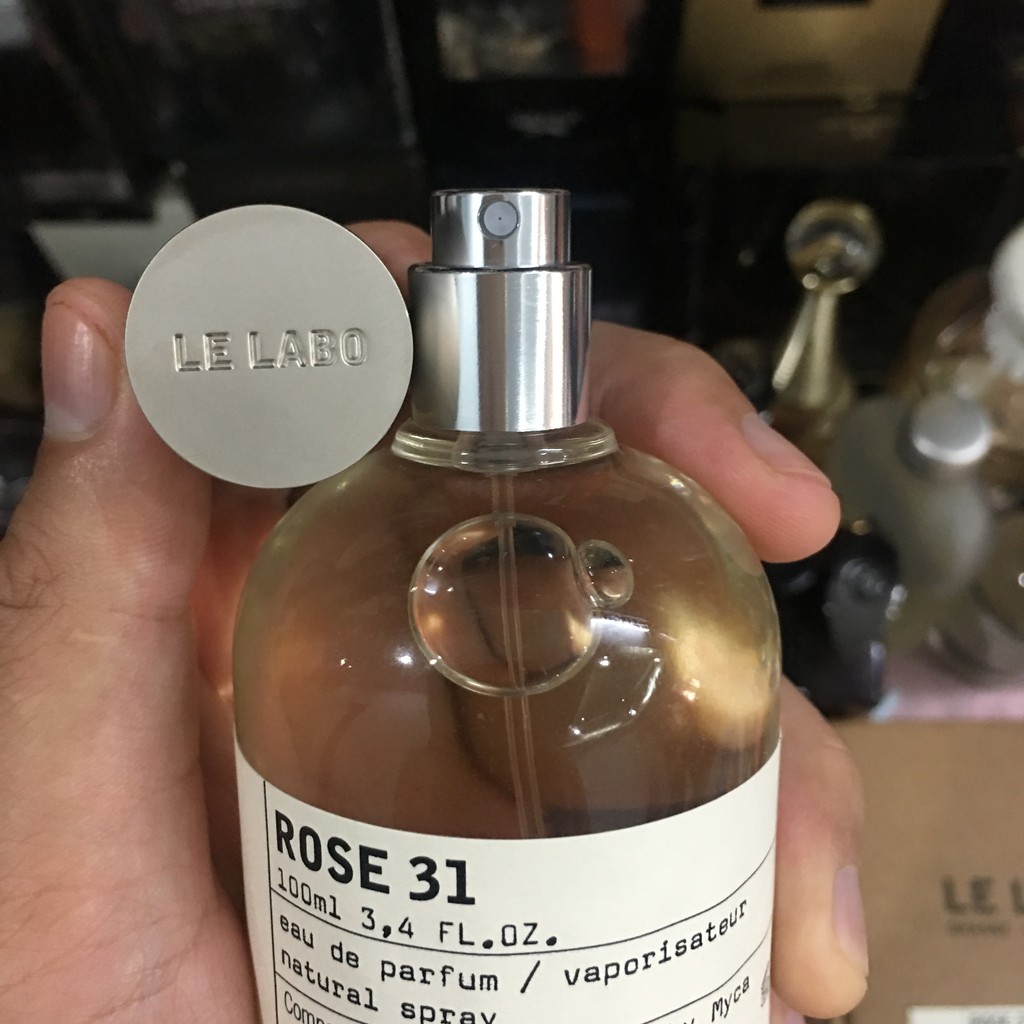 LE LABO
ROSE 31
100ml 3,4 FL.OZ.
eau de parfum / vaporisateur
natural spray
Myca
LE L